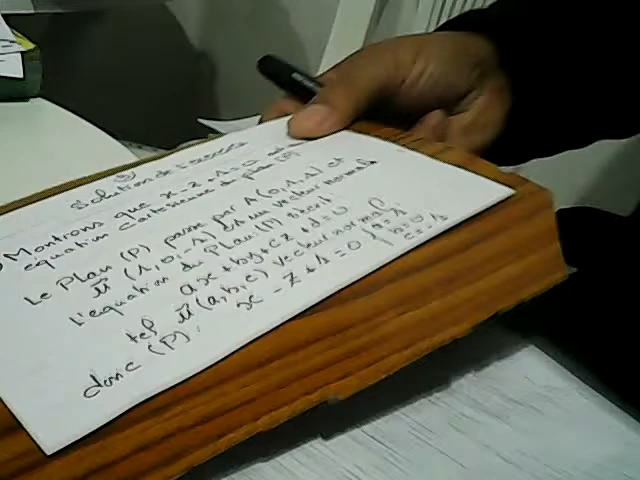 Solution de
Montrons que x-z+1=0 est
équation cartésienne du plan (P)
Le plan (P) passe par A(0,1,1) et
u⃗ (1,0,-1) est un vecteur normal
l'équation du plan (P) s'écrit
ax+by+cz+d=0
tel u⃗ (a,b,c) vecteur normal { a=1 b=0 c=-1
donc (P): x-z+1=0